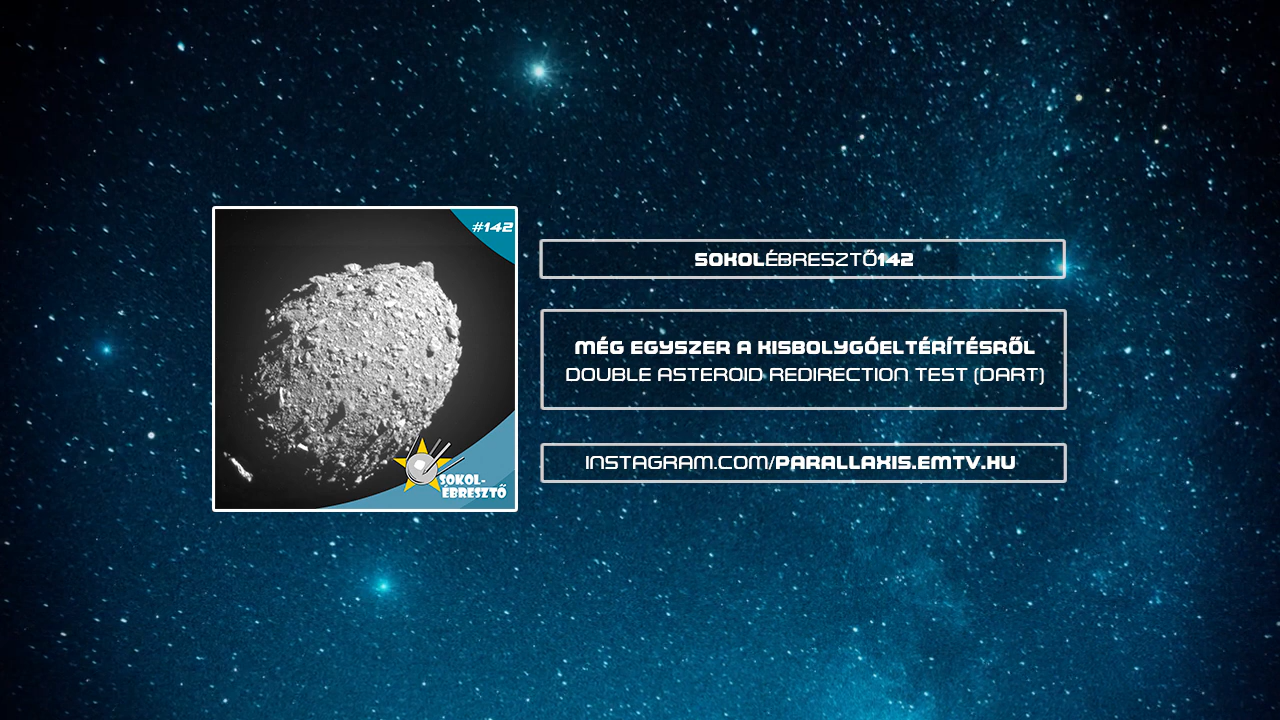 #142
SOKOL-
ÉBRESZTŐ
SOKOLÉBRESZTŐ142
MÉG EGYSZER A KISBOLYGÓELTÉRÍTÉSRŐL
DOUBLE ASTEROID REDIRECTION TEST (DART)
INSTAGRAM.COM/PARALLAXIS.EMTV.HU